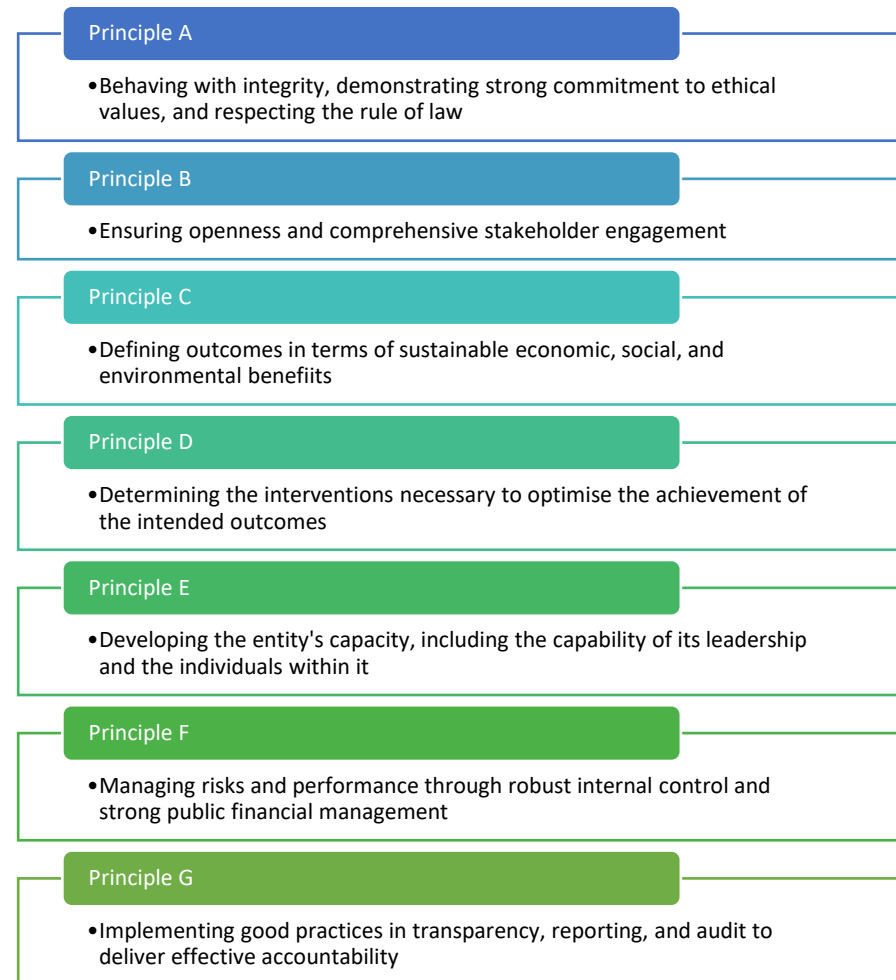 Principle A
•Behaving with integrity, demonstrating strong commitment to ethical
values, and respecting the rule of law
Principle B
•Ensuring openness and comprehensive stakeholder engagement
Principle C
•Defining outcomes in terms of sustainable economic, social, and
environmental benefiits
Principle D
•Determining the interventions necessary to optimise the achievement of
the intended outcomes
Principle E
•Developing the entity's capacity, including the capability of its leadership
and the individuals within it
Principle F
•Managing risks and performance through robust internal control and
strong public financial management
Principle G
•Implementing good practices in transparency, reporting, and audit to
deliver effective accountability